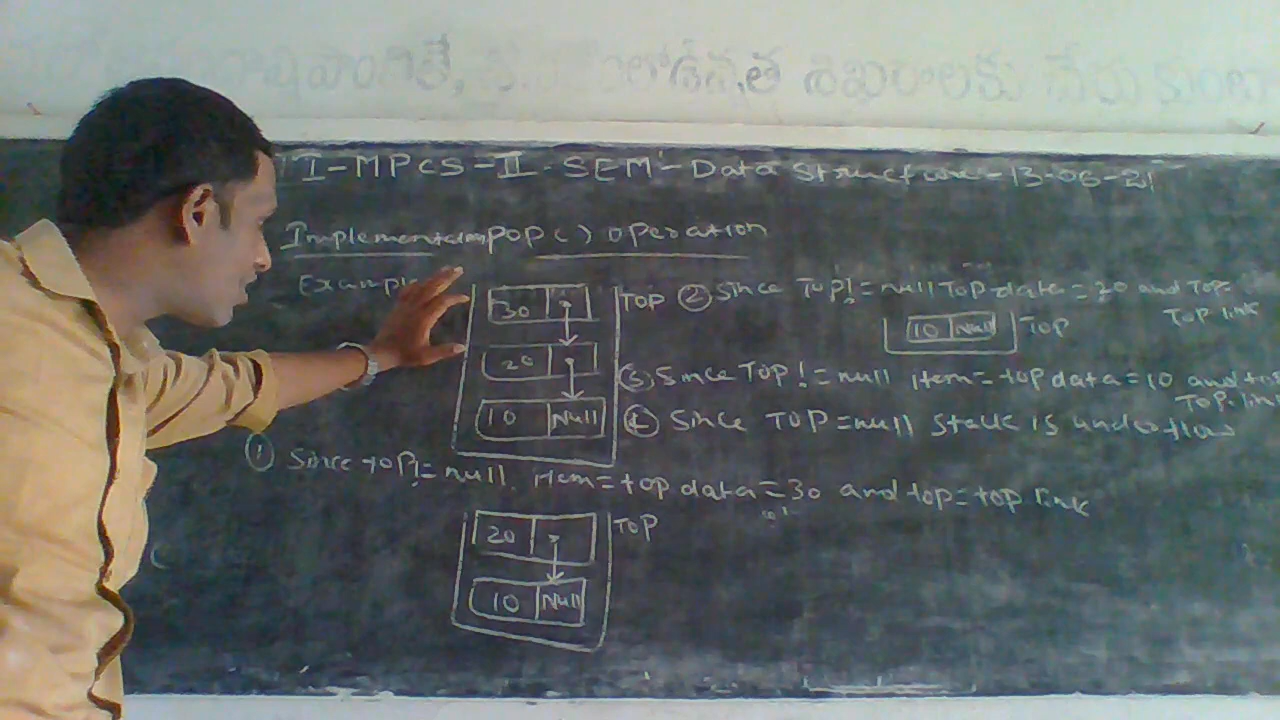 శిఖరాలకు చేరుకుంటా
I-MPCS-II-SEM-Data Structure-13-06-21
Implementation POP() operation
Example
30
20
10 Null
TOP
② Since TOP!=null TOP data=20 and TOP=
TOP link
10 Null TOP
③ Since TOP!=null item=top data=10 and top
TOP.link
④ Since TOP=null stack is underflow
① Since top!=null item=top data=30 and top=top link
20
TOP
10 Null